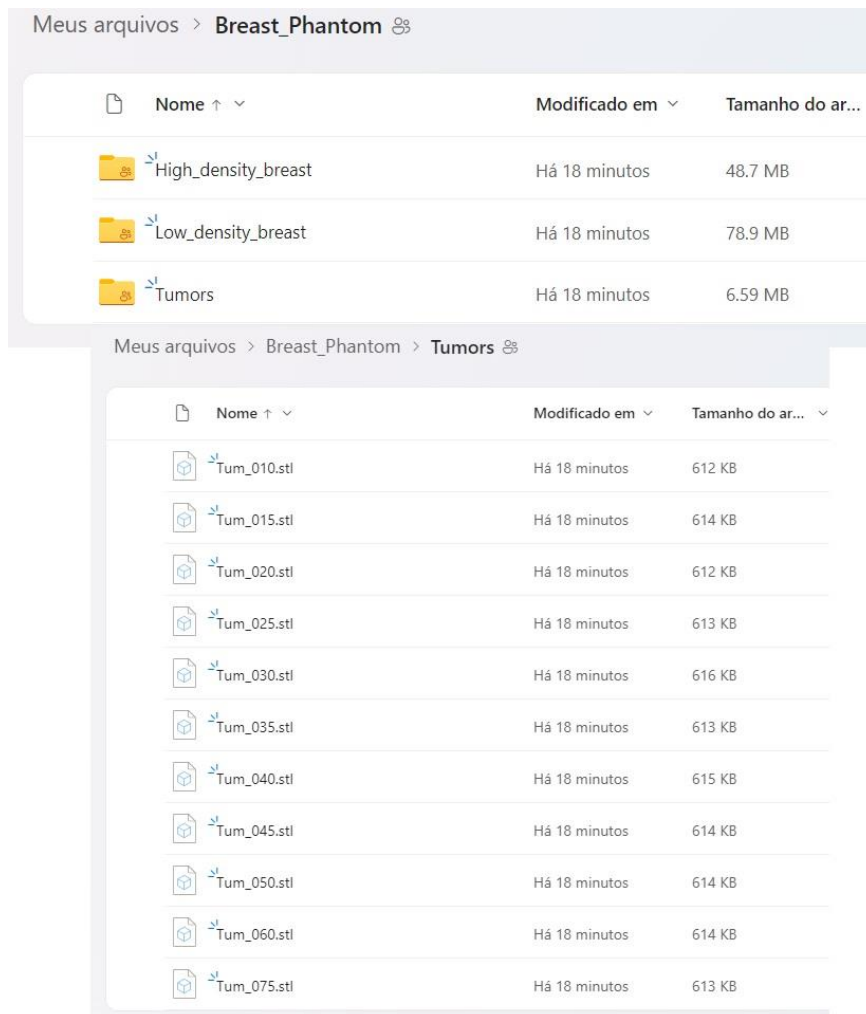 Meus arquivos > Breast_Phantom
Nome ↑ Modificado em Tamanho do ar...
High_density_breast Há 18 minutos 48.7 MB
Low_density_breast Há 18 minutos 78.9 MB
Tumors Há 18 minutos 6.59 MB
Meus arquivos > Breast_Phantom > Tumors
Nome ↑ Modificado em Tamanho do ar...
Tum_010.stl Há 18 minutos 612 KB
Tum_015.stl Há 18 minutos 614 KB
Tum_020.stl Há 18 minutos 612 KB
Tum_025.stl Há 18 minutos 613 KB
Tum_030.stl Há 18 minutos 616 KB
Tum_035.stl Há 18 minutos 613 KB
Tum_040.stl Há 18 minutos 615 KB
Tum_045.stl Há 18 minutos 614 KB
Tum_050.stl Há 18 minutos 614 KB
Tum_060.stl Há 18 minutos 614 KB
Tum_075.stl Há 18 minutos 613 KB